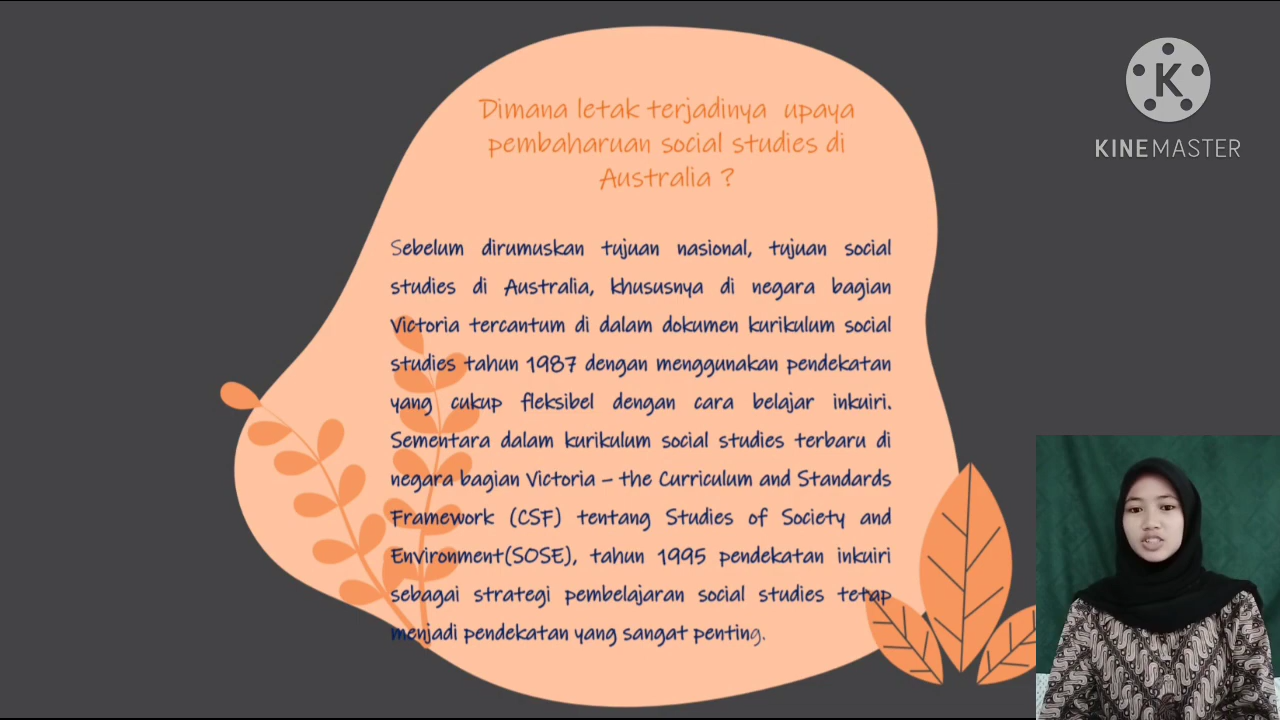 Dimana letak terjadinya upaya
pembaharuan social studies di
Australia ?
Sebelum dirumuskan tujuan nasional, tujuan social
studies di Australia, khususnya di negara bagian
Victoria tercantum di dalam dokumen kurikulum social
studies tahun 1987 dengan menggunakan pendekatan
yang cukup fleksibel dengan cara belajar inkuiri.
Sementara dalam kurikulum social studies terbaru di
negara bagian Victoria – the Curriculum and Standards
Framework (CSF) tentang Studies of Society and
Environment(SOSE), tahun 1995 pendekatan inkuiri
sebagai strategi pembelajaran social studies tetap
menjadi pendekatan yang sangat penting.
K
KINEMASTER